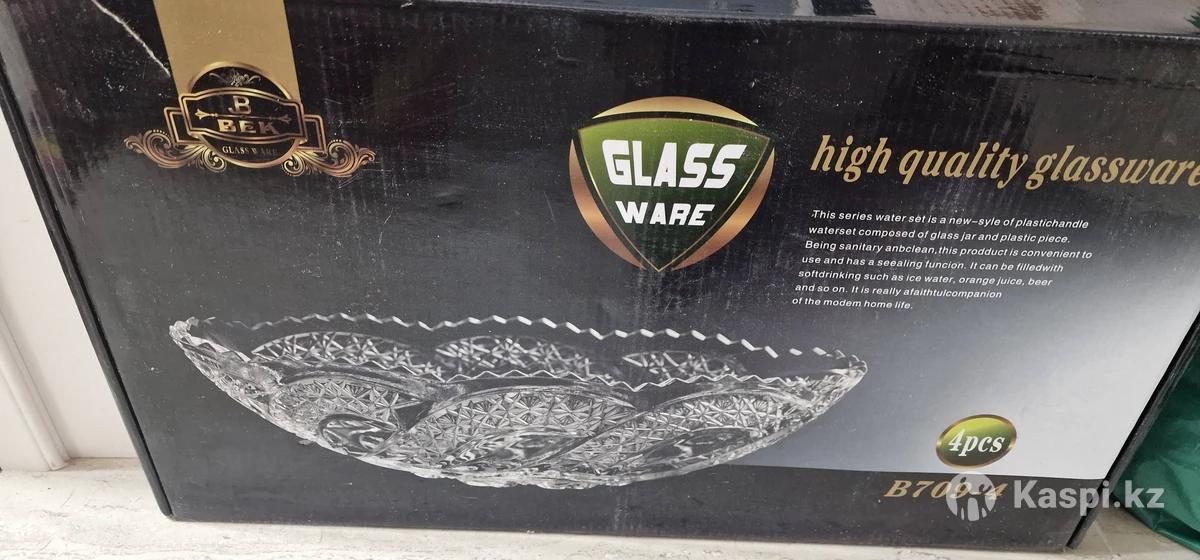 B
BEK
GLASS WARE
GLASS
WARE
high quality glassware
This series water set is a new-syle of plastichandle
waterset composed of glass jar and plastic piece.
Being sanitary anbclean,this prodduct is convenient to
use and has a seealing funcion. It can be filledwith
softdrinking such as ice water, orange juice, beer
and so on. It is really afaithtulcompanion
of the modem home life.
4pcs
B709-4
Kaspi.kz